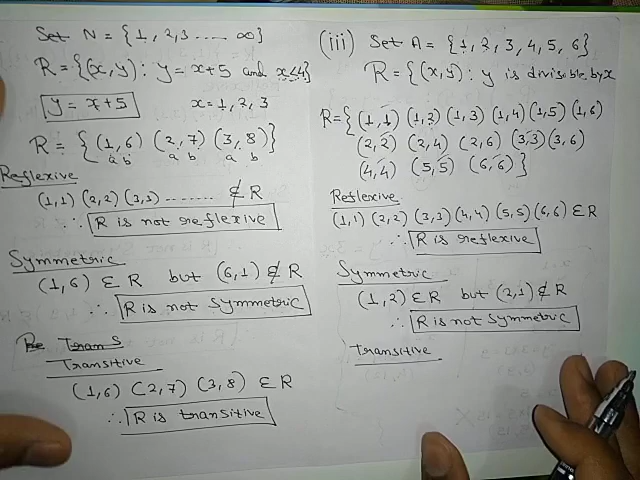 Set N = {1, 2, 3 ..... ∞}
R = {(x, y) : y = x+5 and x<4}
y = x+5 x = 1, 2, 3
R = {(1, 6) (2, 7) (3, 8)}
a b a b a b
Reflexive
(1, 1) (2, 2) (3, 3) ........ ∉ R
∴ R is not reflexive
Symmetric
(1, 6) ∈ R but (6, 1) ∉ R
∴ R is not Symmetric
Transitive
(1, 6) (2, 7) (3, 8) ∈ R
∴ R is transitive
(iii) Set A = {1, 2, 3, 4, 5, 6}
R = {(x, y) : y is divisible by x
R = {(1, 1) (1, 2) (1, 3) (1, 4) (1, 5) (1, 6)
(2, 2) (2, 4) (2, 6) (3, 3) (3, 6)
(4, 4) (5, 5) (6, 6)}
Reflexive
(1, 1) (2, 2) (3, 3) (4, 4) (5, 5) (6, 6) ∈ R
∴ R is reflexive
Symmetric
(1, 2) ∈ R but (2, 1) ∉ R
∴ R is not Symmetric
Transitive